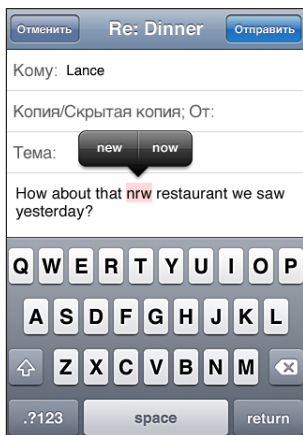 Отменить Re: Dinner Отправить
Кому: Lance
Копия/Скрытая копия; От:
Тема:
new now
How about that nrw restaurant we saw
yesterday?
Q W E R T Y U I O P
A S D F G H J K L
Z X C V B N M
.?123 space return